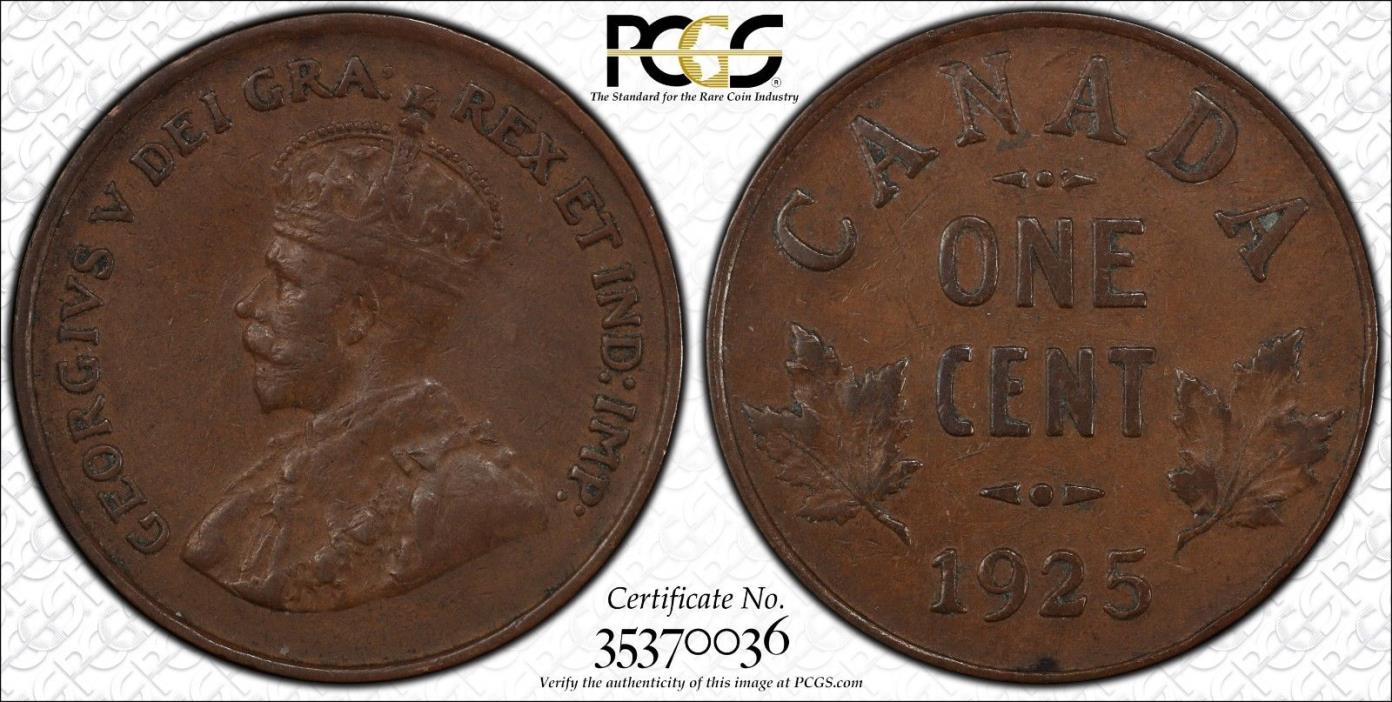 GEORGIVS V DEI GRA: REX ET IND: IMP.
PCGS®
The Standard for the Rare Coin Industry
CANADA
ONE
CENT
1925
Certificate No.
35370036
Verify the authenticity of this image at PCGS.com